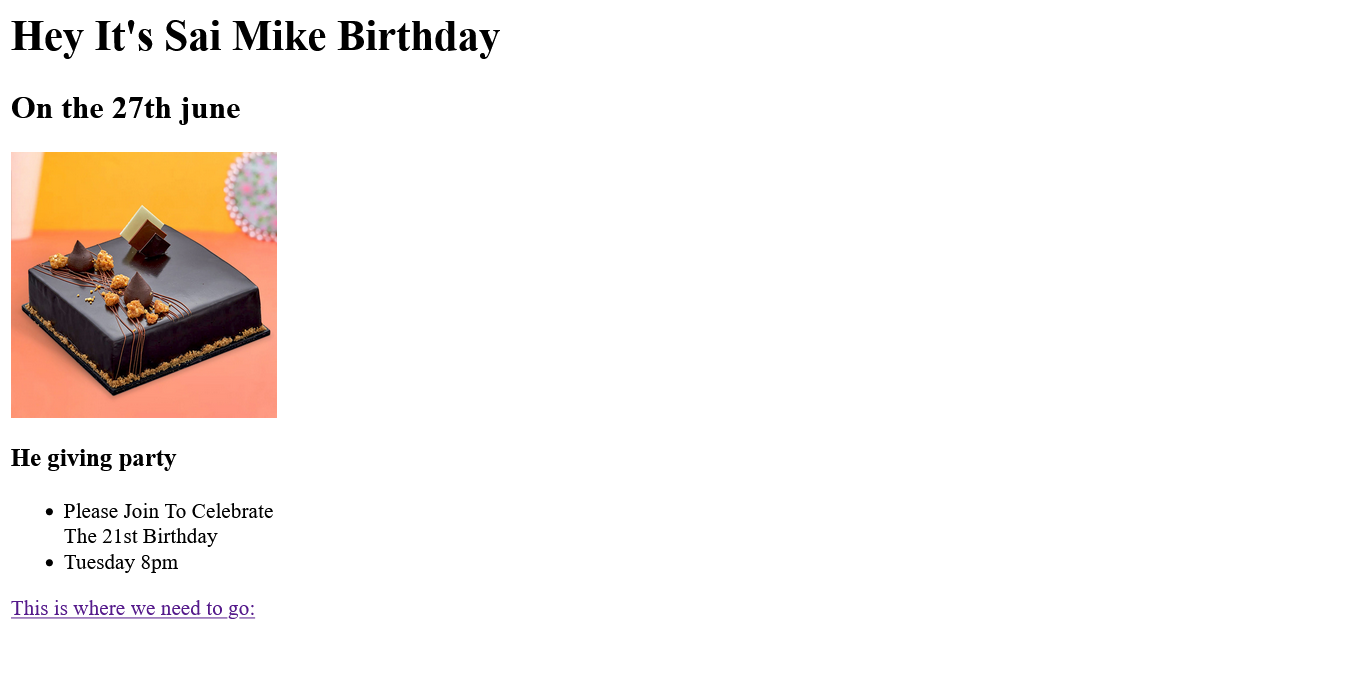 Hey It's Sai Mike Birthday
On the 27th june
He giving party
Please Join To Celebrate
The 21st Birthday
Tuesday 8pm
This is where we need to go: